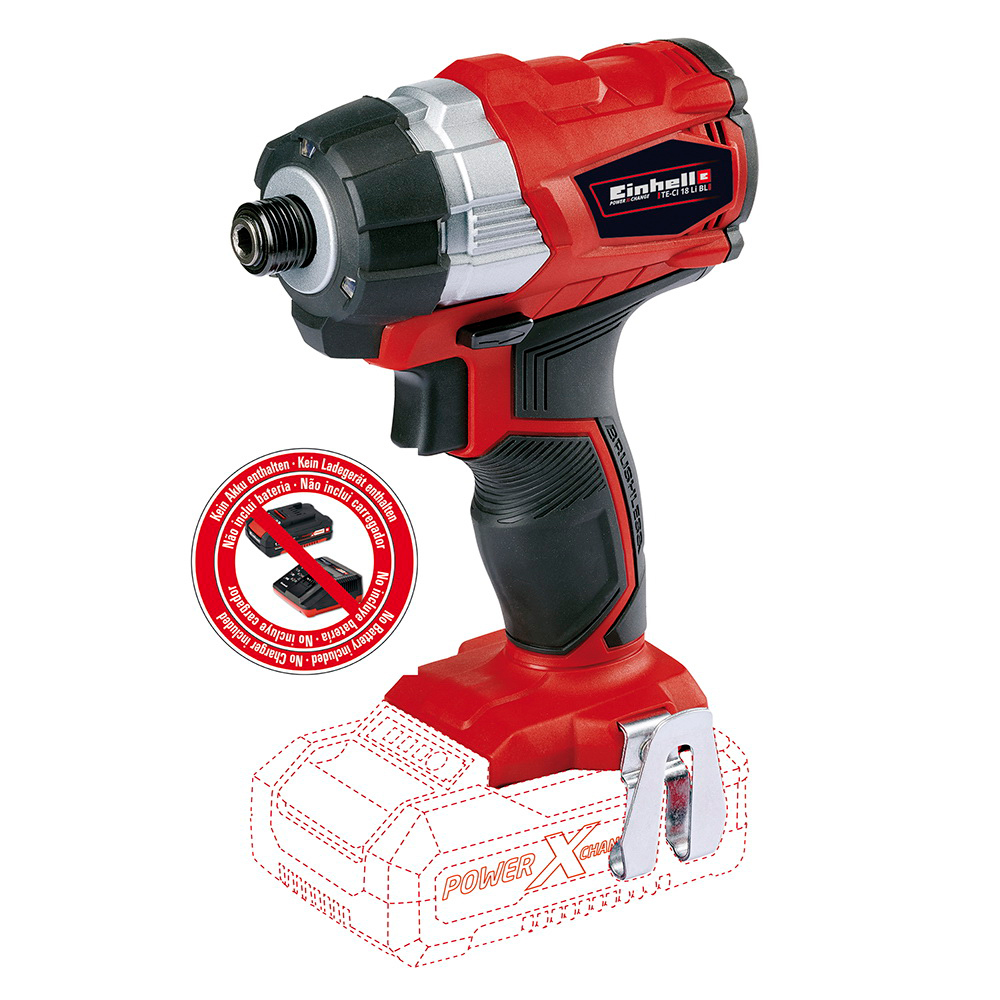 Einhell
POWER X CHANGE
TE-CI 18 Li BL
BRUSHLESS
Kein Akku enthalten · Kein Ladegerät enthalten
Não inclui bateria · Não inclui carregador
No incluye bateria · No incluye cargador
No Battery included · No Charger included
POWER X CHAN